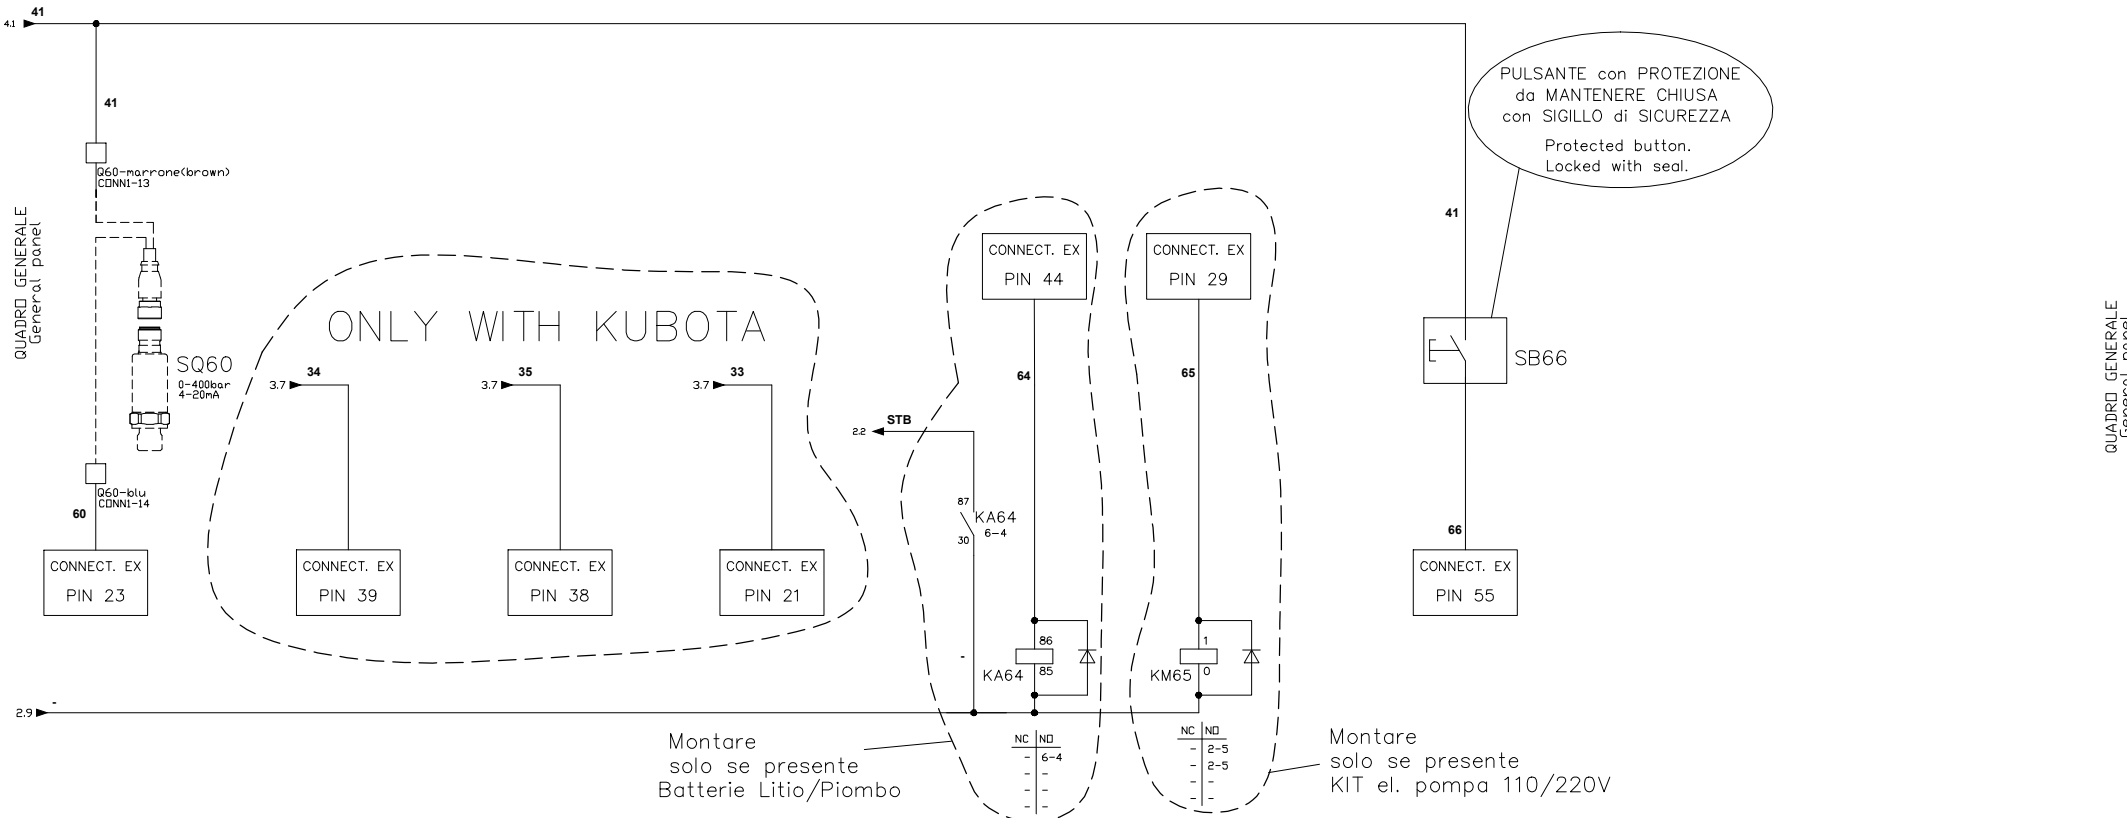 4.1
41
41
Q60-marrone(brown)
CONN1-13
QUADRO GENERALE
General panel
SQ60
0-400bar
4-20mA
Q60-blu
CONN1-14
60
CONNECT. EX
PIN 23
ONLY WITH KUBOTA
3.7
34
CONNECT. EX
PIN 39
3.7
35
CONNECT. EX
PIN 38
3.7
33
CONNECT. EX
PIN 21
2.2
STB
87
KA64
6-4
30
-
CONNECT. EX
PIN 44
64
86
KA64
85
CONNECT. EX
PIN 29
65
1
KM65
0
2.9
-
NC NO
- 6-4
- -
- -
- -
NC NO
- 2-5
- 2-5
- -
- -
Montare
solo se presente
Batterie Litio/Piombo
Montare
solo se presente
KIT el. pompa 110/220V
PULSANTE con PROTEZIONE
da MANTENERE CHIUSA
con SIGILLO di SICUREZZA
Protected button.
Locked with seal.
41
SB66
66
CONNECT. EX
PIN 55
QUADRO GENERALE
General panel